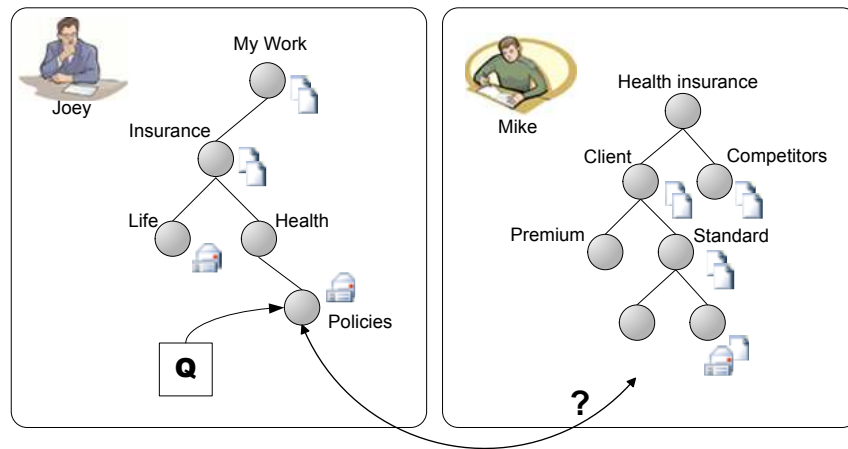 Joey
My Work
Insurance
Life
Health
Policies
Q
Mike
Health insurance
Client
Competitors
Premium
Standard
?